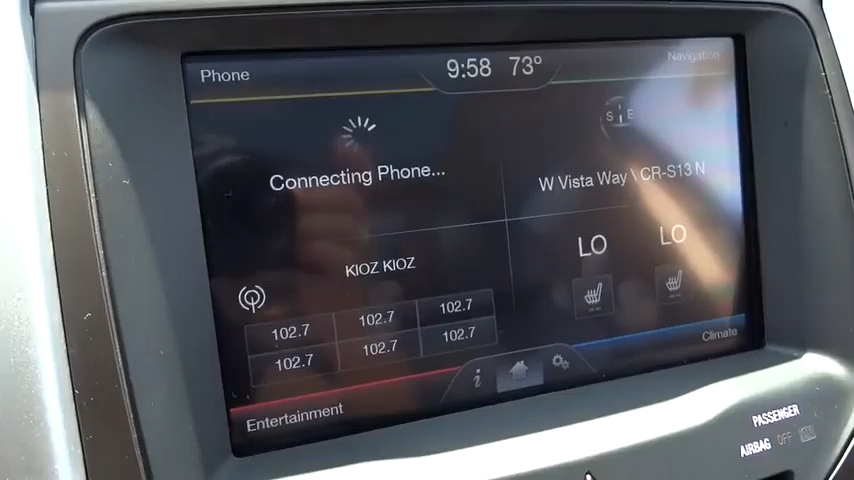 Phone
9:58 73°
Navigation
S E
Connecting Phone...
W Vista Way \ CR-S13 N
KIOZ KIOZ
LO LO
102.7 102.7 102.7
102.7 102.7 102.7
Entertainment
i
Climate
PASSENGER
AIRBAG OFF